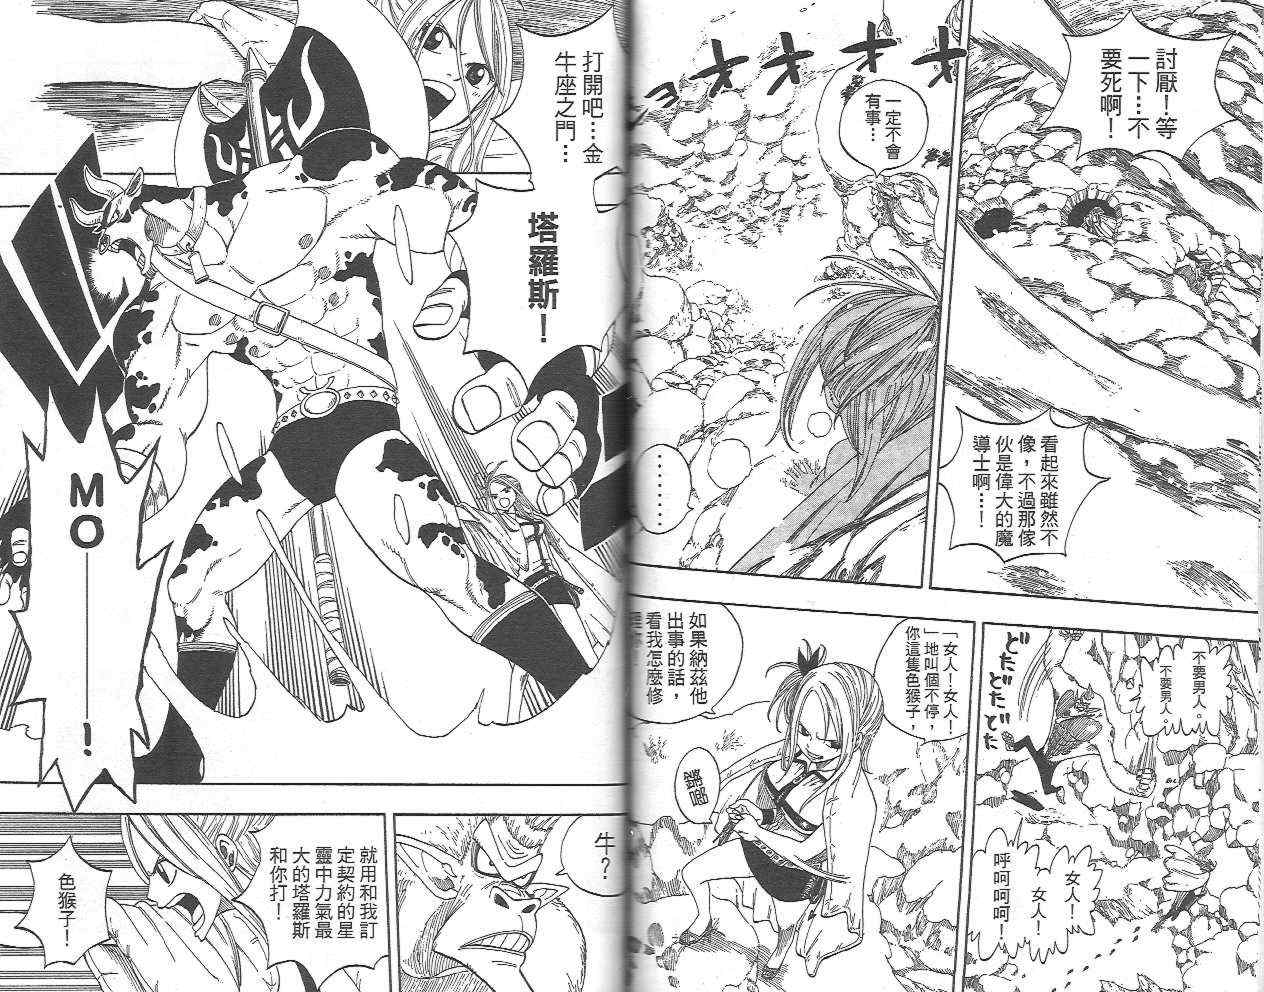 討厭！等
一下…不
要死啊！
一定不會
有事…
オオオオ
看起來雖然不
像，不過那傢
伙是偉大的魔
導士啊…！
………
不要男人。
不要男人。
どたどたどた
女人！
女人！
呼呵呵呵！
「女人！女人！
」地叫個不停，
你這隻色猴子，
如果納茲他
出事的話，
看我怎麼修
鏘啷
打開吧…金
牛座之門…
塔羅斯！
MO——！
牛？
就用和我訂
定契約的星
靈中力氣最
大的塔羅斯
和你打！
色猴子！